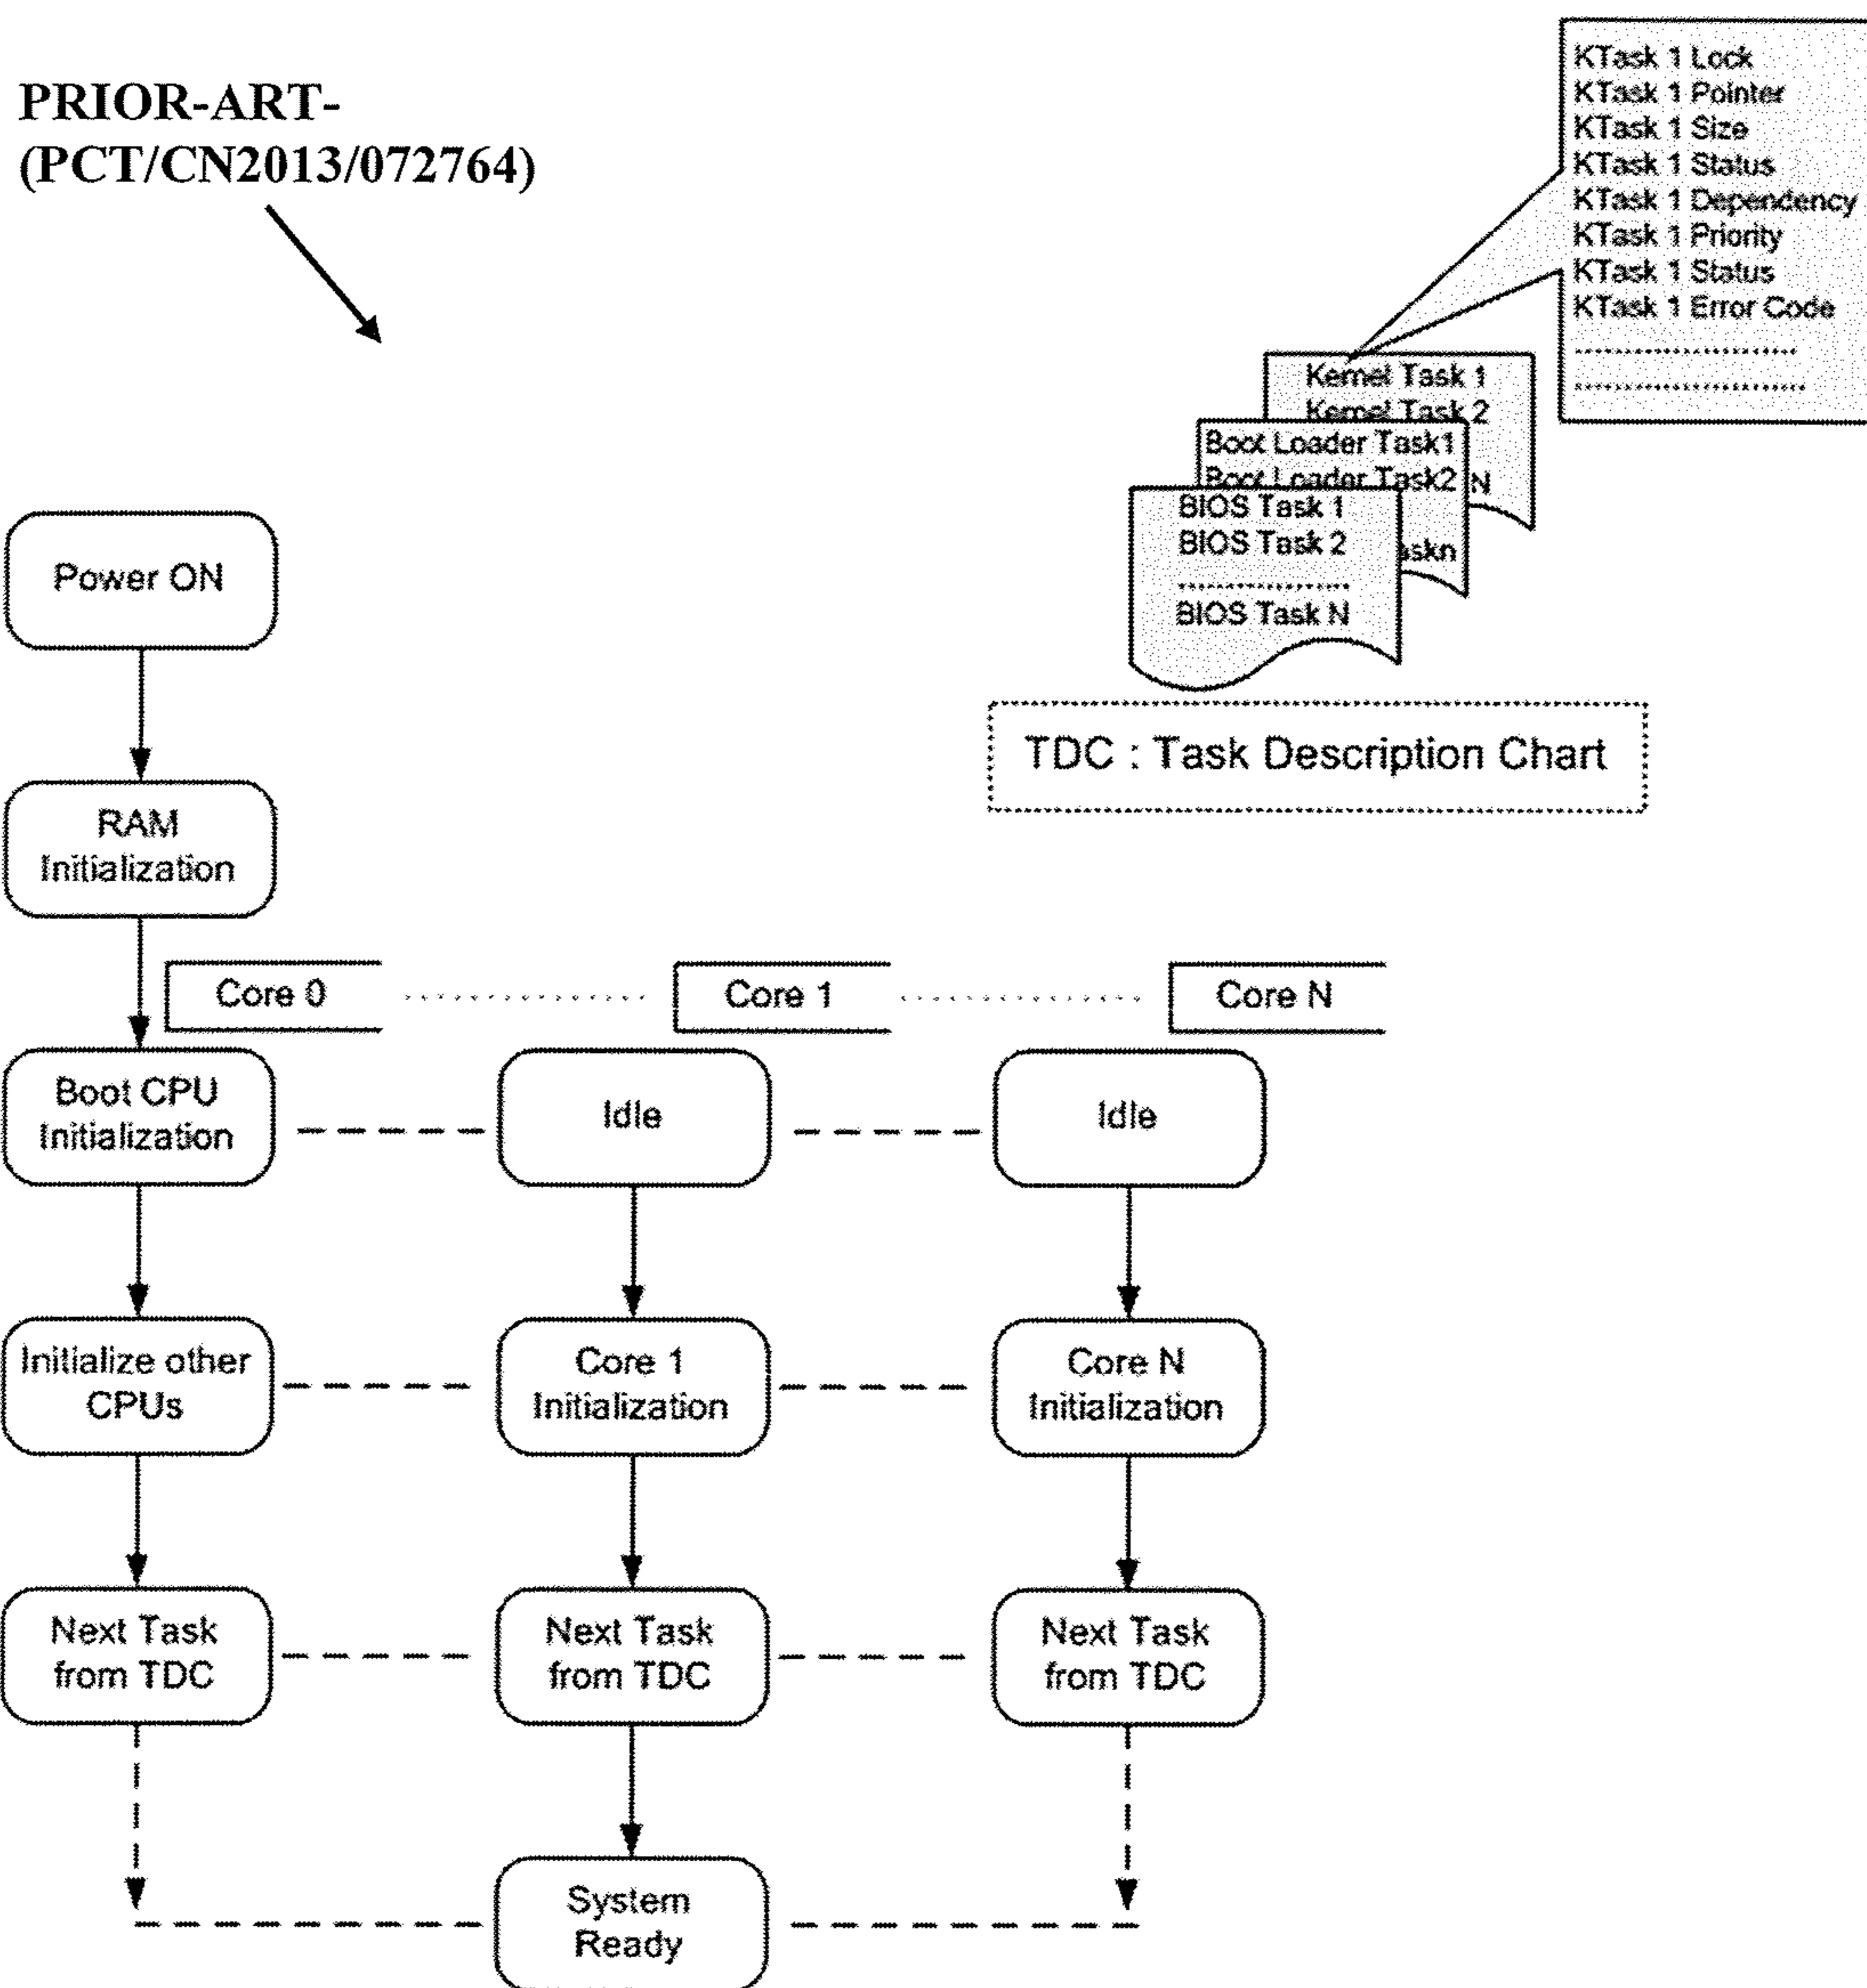 PRIOR-ART-
(PCT/CN2013/072764)
KTask 1 Lock
KTask 1 Pointer
KTask 1 Size
KTask 1 Status
KTask 1 Dependency
KTask 1 Priority
KTask 1 Status
KTask 1 Error Code
Kernel Task 1
Kernel Task 2
N
Boot Loader Task1
Boot Loader Task2
askn
BIOS Task 1
BIOS Task 2
BIOS Task N
TDC : Task Description Chart
Power ON
RAM
Initialization
Core 0
Core 1
Core N
Boot CPU
Initialization
Idle
Idle
Initialize other
CPUs
Core 1
Initialization
Core N
Initialization
Next Task
from TDC
Next Task
from TDC
Next Task
from TDC
System
Ready